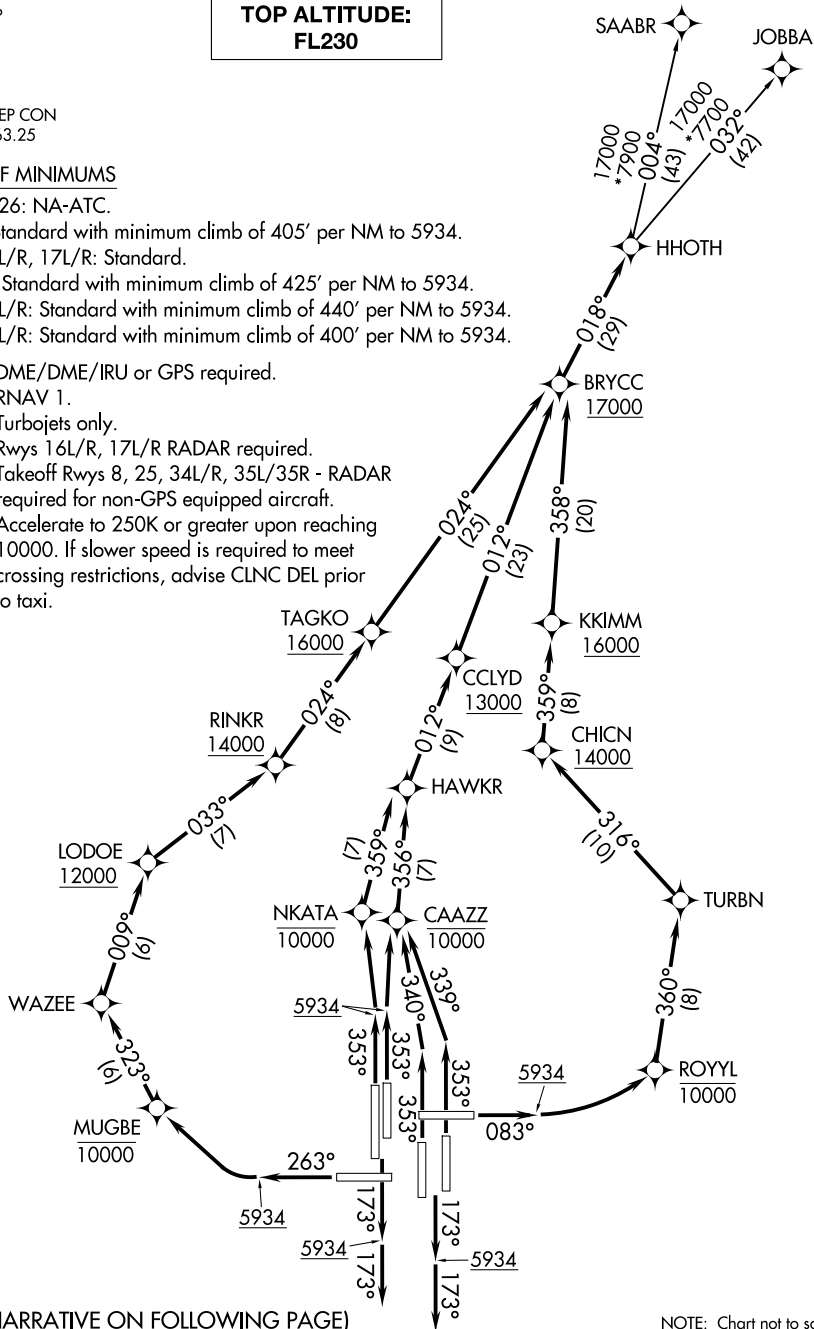 °
TOP ALTITUDE:
FL230
EP CON
63.25
F MINIMUMS
26: NA-ATC.
tandard with minimum climb of 405' per NM to 5934.
L/R, 17L/R: Standard.
Standard with minimum climb of 425' per NM to 5934.
L/R: Standard with minimum climb of 440' per NM to 5934.
L/R: Standard with minimum climb of 400' per NM to 5934.
DME/DME/IRU or GPS required.
RNAV 1.
Turbojets only.
Rwys 16L/R, 17L/R RADAR required.
Takeoff Rwys 8, 25, 34L/R, 35L/35R - RADAR
required for non-GPS equipped aircraft.
Accelerate to 250K or greater upon reaching
10000. If slower speed is required to meet
crossing restrictions, advise CLNC DEL prior
o taxi.
SAABR
JOBBA
17000
*7900
004°
(43)
17000
*7700
032°
(42)
HHOTH
018°
(29)
BRYCC
17000
024°
(25)
012°
(23)
358°
(20)
TAGKO
16000
KKIMM
16000
CCLYD
13000
024°
(8)
359°
(8)
RINKR
14000
012°
(9)
CHICN
14000
HAWKR
033°
(7)
316°
(10)
LODOE
12000
(7)
359°
356°
(7)
NKATA
10000
CAAZZ
10000
TURBN
009°
(6)
340°
339°
360°
(8)
WAZEE
5934
353°
353°
353°
353°
323°
(6)
ROYYL
10000
5934
083°
MUGBE
10000
263°
5934
173°
5934
173°
173°
5934
173°
NARRATIVE ON FOLLOWING PAGE)
NOTE: Chart not to sc